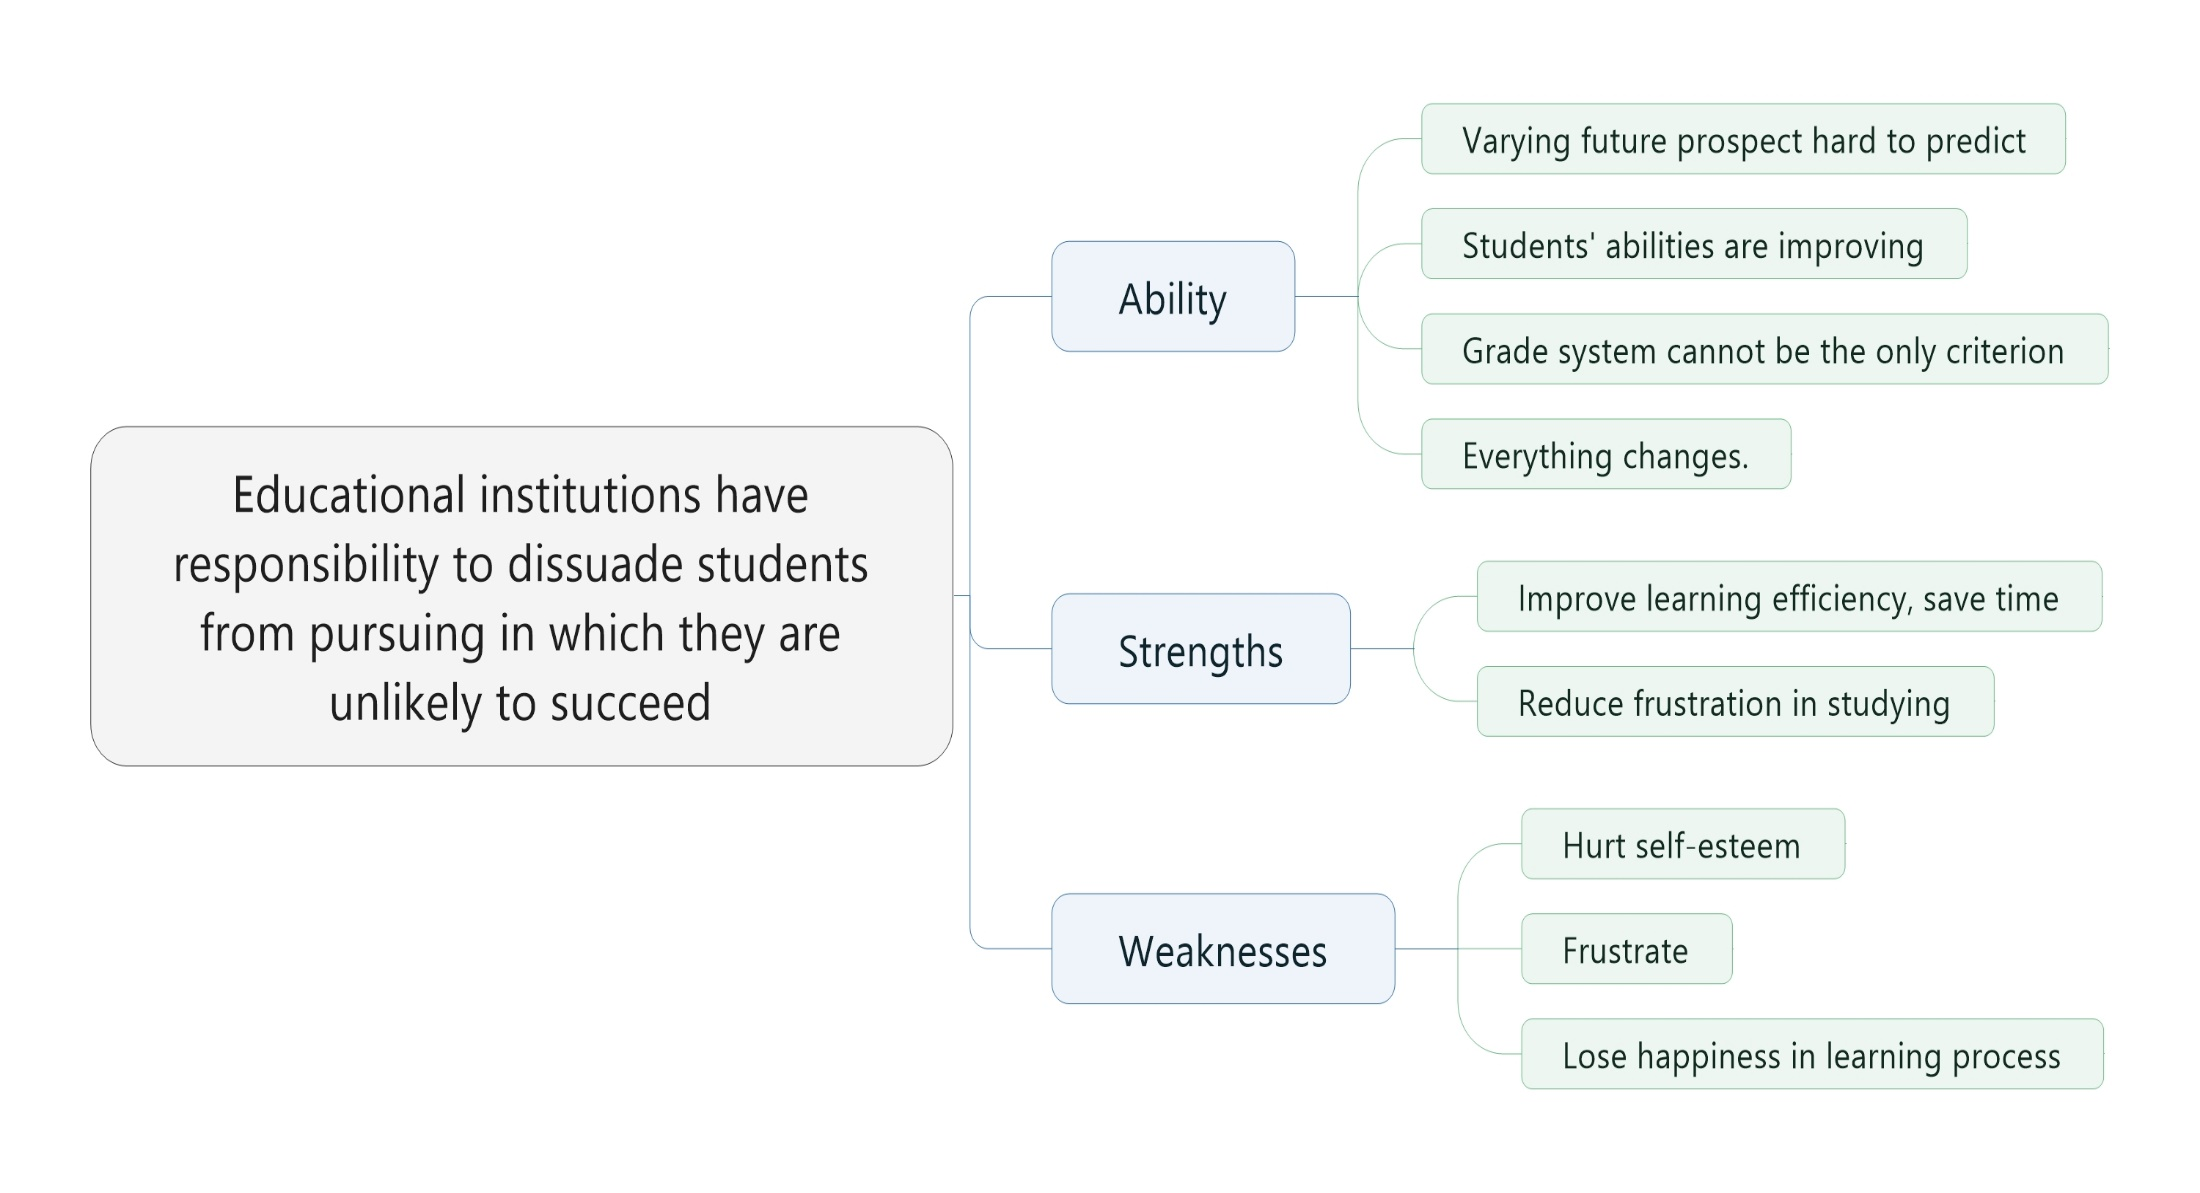 Educational institutions have
responsibility to dissuade students
from pursuing in which they are
unlikely to succeed
Ability
Varying future prospect hard to predict
Students' abilities are improving
Grade system cannot be the only criterion
Everything changes.
Strengths
Improve learning efficiency, save time
Reduce frustration in studying
Weaknesses
Hurt self-esteem
Frustrate
Lose happiness in learning process